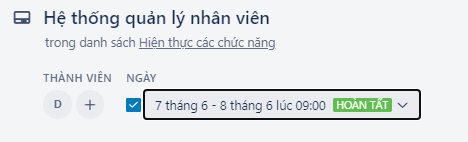 Hệ thống quản lý nhân viên
trong danh sách Hiện thực các chức năng
THÀNH VIÊN NGÀY
D + 7 tháng 6 - 8 tháng 6 lúc 09:00 HOÀN TẤT